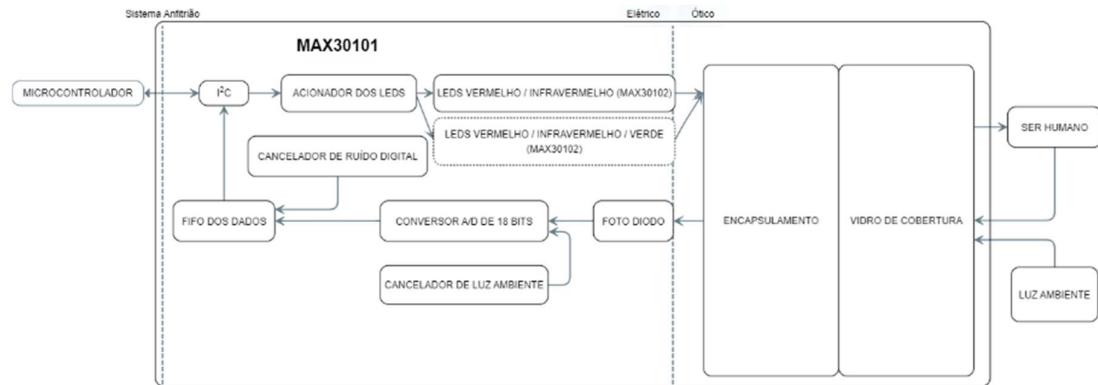 Sistema Anfitrião
Elétrico
Ótico
MAX30101
MICROCONTROLADOR
I²C
ACIONADOR DOS LEDS
LEDS VERMELHO / INFRAVERMELHO (MAX30102)
LEDS VERMELHO / INFRAVERMELHO / VERDE
(MAX30102)
SER HUMANO
CANCELADOR DE RUÍDO DIGITAL
FIFO DOS DADOS
CONVERSOR A/D DE 18 BITS
FOTO DIODO
ENCAPSULAMENTO
VIDRO DE COBERTURA
CANCELADOR DE LUZ AMBIENTE
LUZ AMBIENTE